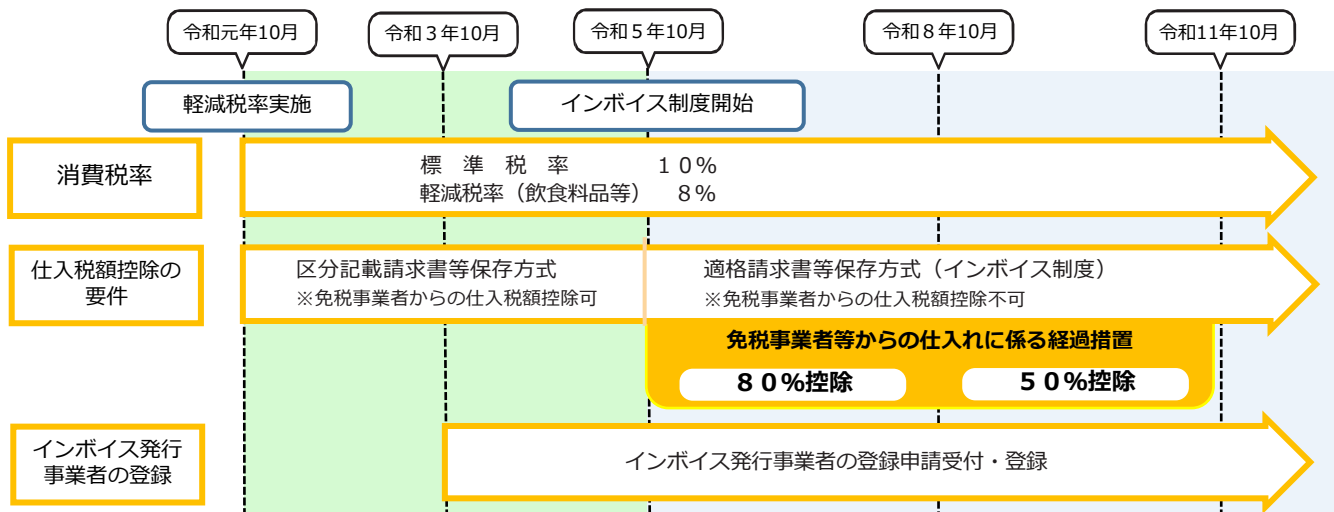 令和元年10月
令和3年10月
令和5年10月
令和8年10月
令和11年10月
軽減税率実施
インボイス制度開始
消費税率
標 準 税 率 10%
軽減税率(飲食料品等) 8%
仕入税額控除の
要件
区分記載請求書等保存方式
※免税事業者からの仕入税額控除可
適格請求書等保存方式(インボイス制度)
※免税事業者からの仕入税額控除不可
免税事業者等からの仕入れに係る経過措置
80%控除
50%控除
インボイス発行
事業者の登録
インボイス発行事業者の登録申請受付・登録